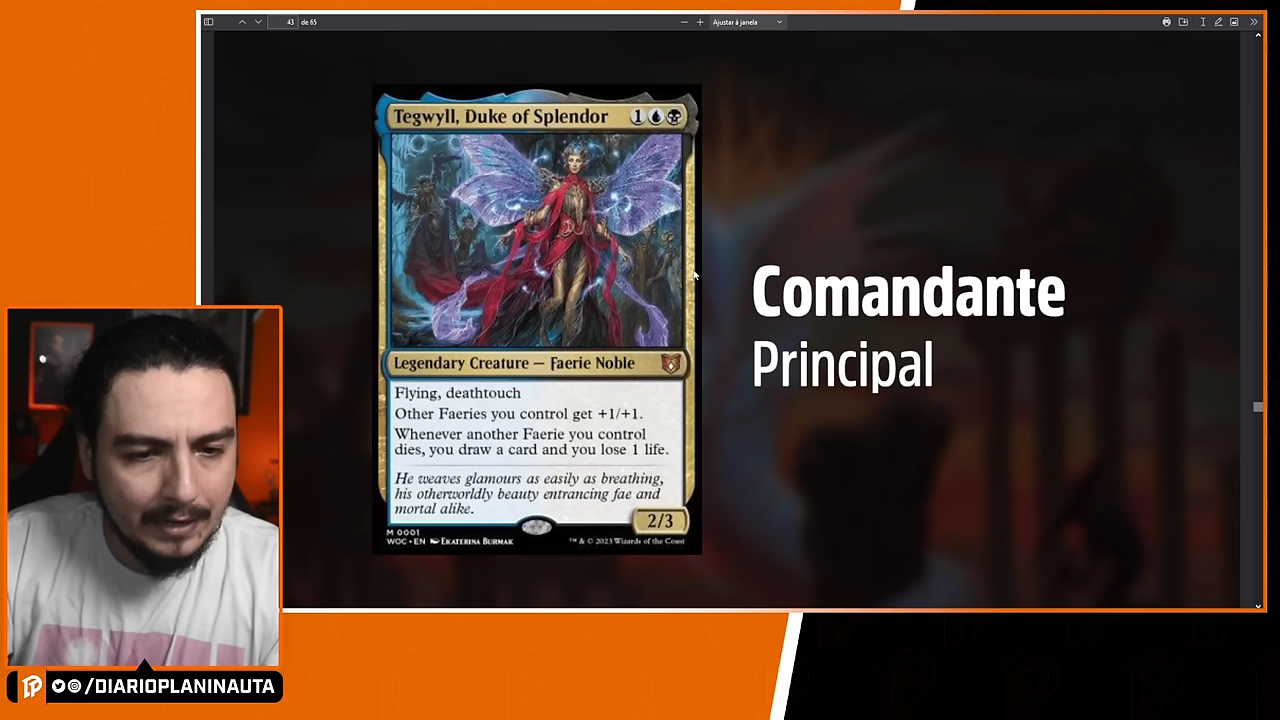 43 de 65
Ajustar à janela
Tegwyll, Duke of Splendor 1
Legendary Creature — Faerie Noble
Flying, deathtouch
Other Faeries you control get +1/+1.
Whenever another Faerie you control
dies, you draw a card and you lose 1 life.
He weaves glamours as easily as breathing,
his otherworldly beauty entrancing fae and
mortal alike.
2/3
M 0001
WOC • EN EKATERINA BURMAK
™ & © 2023 Wizards of the Coast
Comandante
Principal
/DIARIOPLANINAUTA